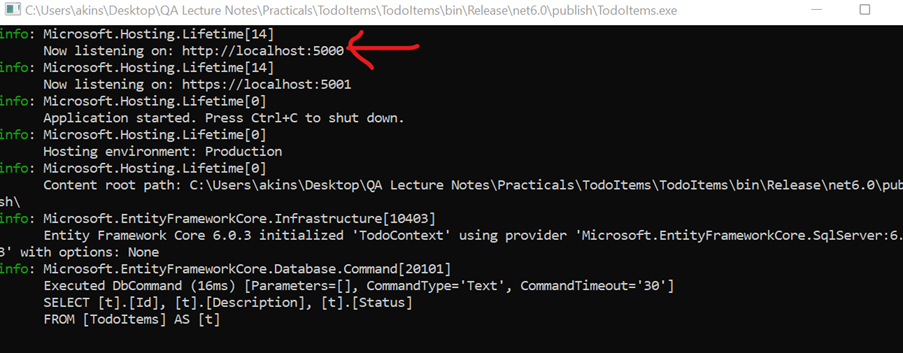 C:\Users\akins\Desktop\QA Lecture Notes\Practicals\TodoItems\TodoItems\bin\Release\net6.0\publish\TodoItems.exe
info: Microsoft.Hosting.Lifetime[14]
Now listening on: http://localhost:5000
info: Microsoft.Hosting.Lifetime[14]
Now listening on: https://localhost:5001
info: Microsoft.Hosting.Lifetime[0]
Application started. Press Ctrl+C to shut down.
info: Microsoft.Hosting.Lifetime[0]
Hosting environment: Production
info: Microsoft.Hosting.Lifetime[0]
Content root path: C:\Users\akins\Desktop\QA Lecture Notes\Practicals\TodoItems\TodoItems\bin\Release\net6.0\pub
sh\
info: Microsoft.EntityFrameworkCore.Infrastructure[10403]
Entity Framework Core 6.0.3 initialized 'TodoContext' using provider 'Microsoft.EntityFrameworkCore.SqlServer:6.
3' with options: None
info: Microsoft.EntityFrameworkCore.Database.Command[20101]
Executed DbCommand (16ms) [Parameters=[], CommandType='Text', CommandTimeout='30']
SELECT [t].[Id], [t].[Description], [t].[Status]
FROM [TodoItems] AS [t]